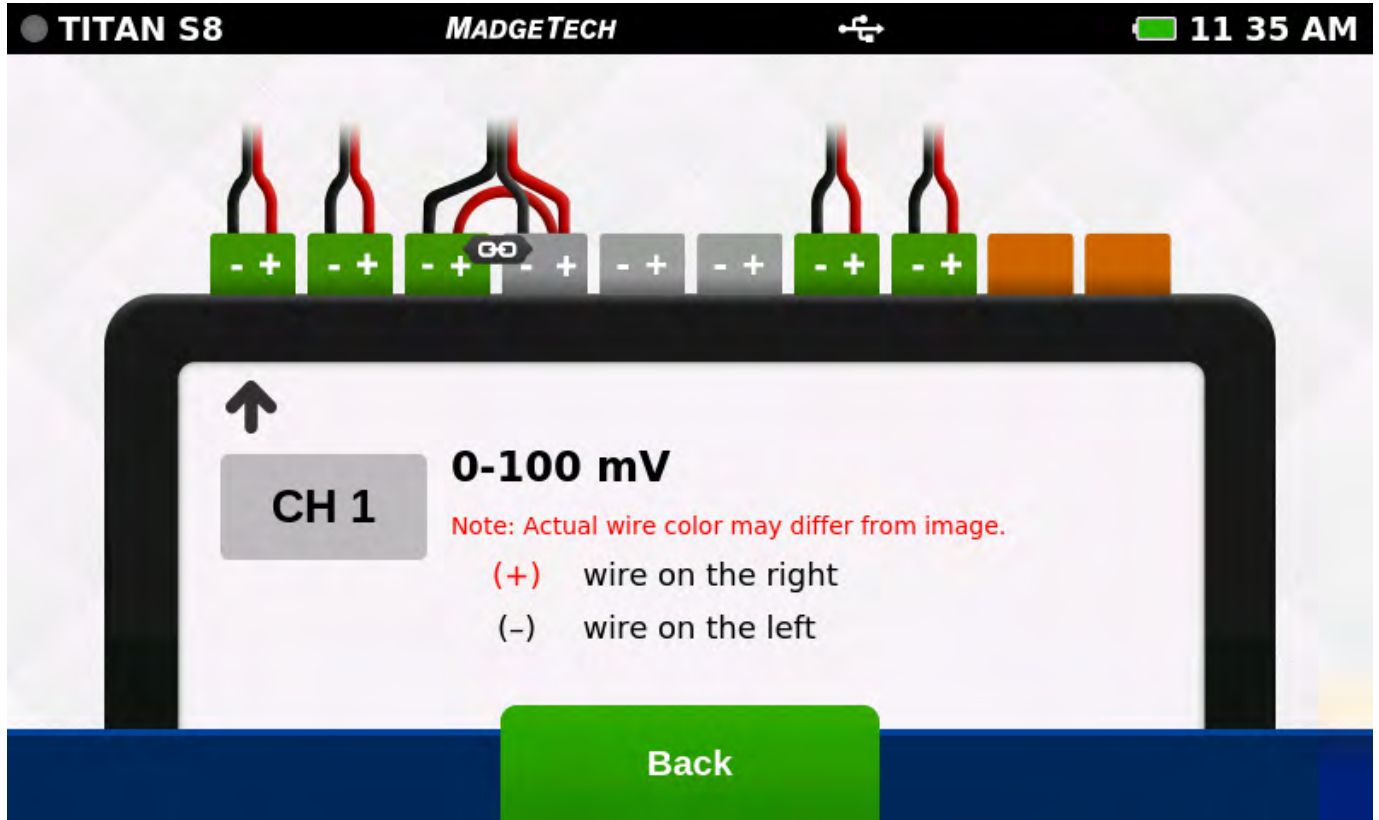 TITAN S8 MADGETECH 11 35 AM
- + - + - + - + - + - + - + - +
CH 1
0-100 mV
Note: Actual wire color may differ from image.
(+) wire on the right
(–) wire on the left
Back